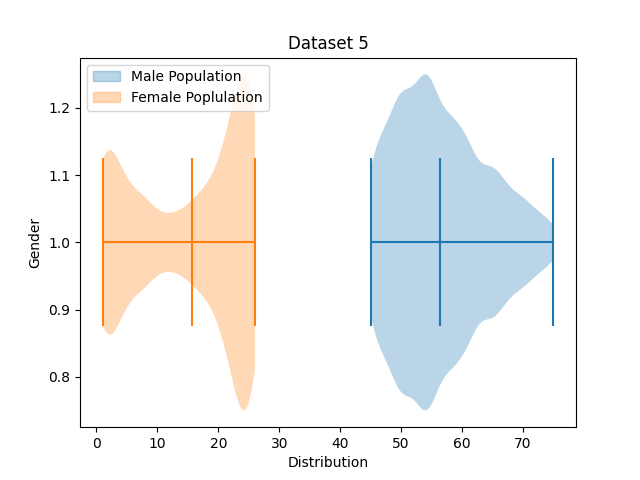 Dataset 5
Male Population
Female Poplulation
1.2
1.1
1.0
0.9
0.8
Gender
0 10 20 30 40 50 60 70
Distribution